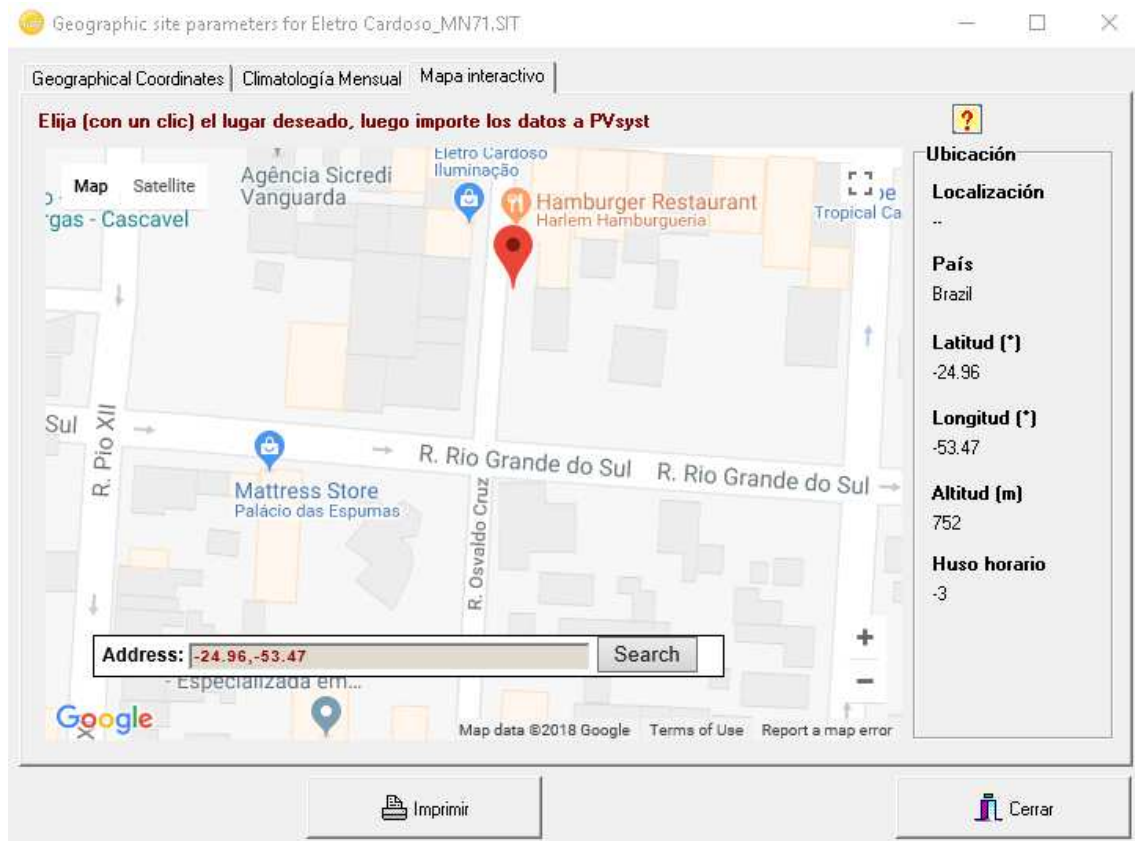 Geographic site parameters for Eletro Cardoso_MN71.SIT
Geographical Coordinates
Climatología Mensual
Mapa interactivo
Elija (con un clic) el lugar deseado, luego importe los datos a PVsyst
?
Map
Satellite
gas - Cascavel
Agência Sicredi
Vanguarda
Eletro Cardoso
Iluminação
Hamburger Restaurant
Harlem Hamburgueria
Tropical Ca
Sul
R. Pio XII
R. Rio Grande do Sul
R. Rio Grande do Sul
Mattress Store
Palácio das Espumas
R. Osvaldo Cruz
Address:
-24.96,-53.47
Search
- Especializada em...
+
−
Google
Map data ©2018 Google
Terms of Use
Report a map error
Ubicación
Localización
--
País
Brazil
Latitud (°)
-24.96
Longitud (°)
-53.47
Altitud (m)
752
Huso horario
-3
Imprimir
Cerrar